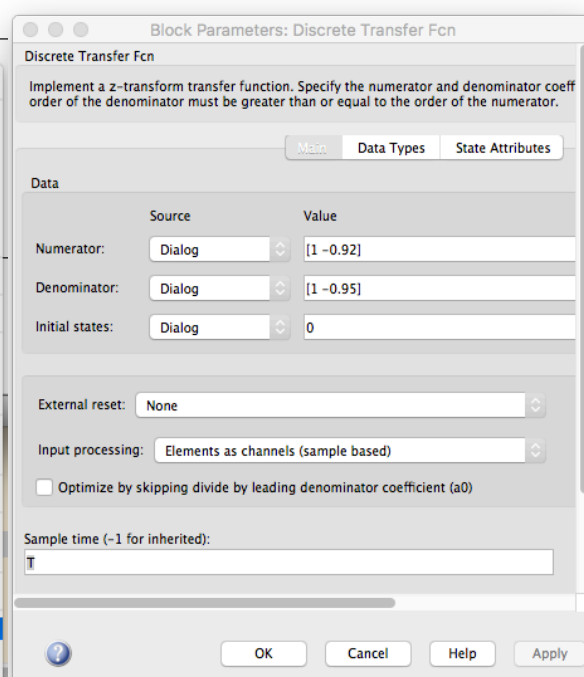 Block Parameters: Discrete Transfer Fcn
Discrete Transfer Fcn
Implement a z-transform transfer function. Specify the numerator and denominator coeff
order of the denominator must be greater than or equal to the order of the numerator.
Main Data Types State Attributes
Data
Source Value
Numerator: Dialog [1 -0.92]
Denominator: Dialog [1 -0.95]
Initial states: Dialog 0
External reset: None
Input processing: Elements as channels (sample based)
Optimize by skipping divide by leading denominator coefficient (a0)
Sample time (-1 for inherited):
T
? OK Cancel Help Apply